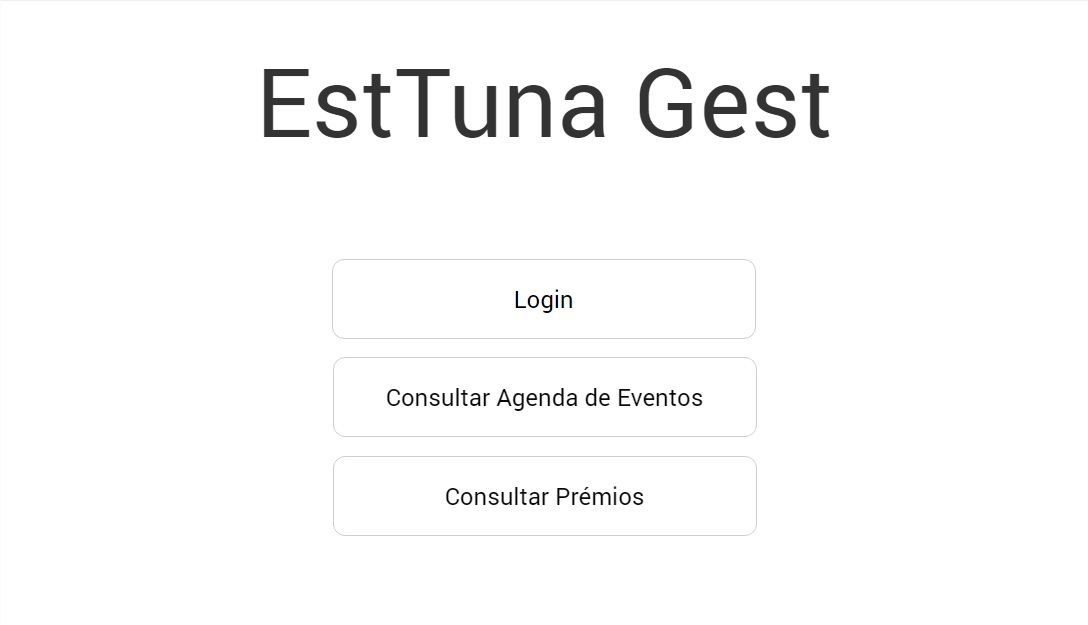 EstTuna Gest
Login
Consultar Agenda de Eventos
Consultar Prémios